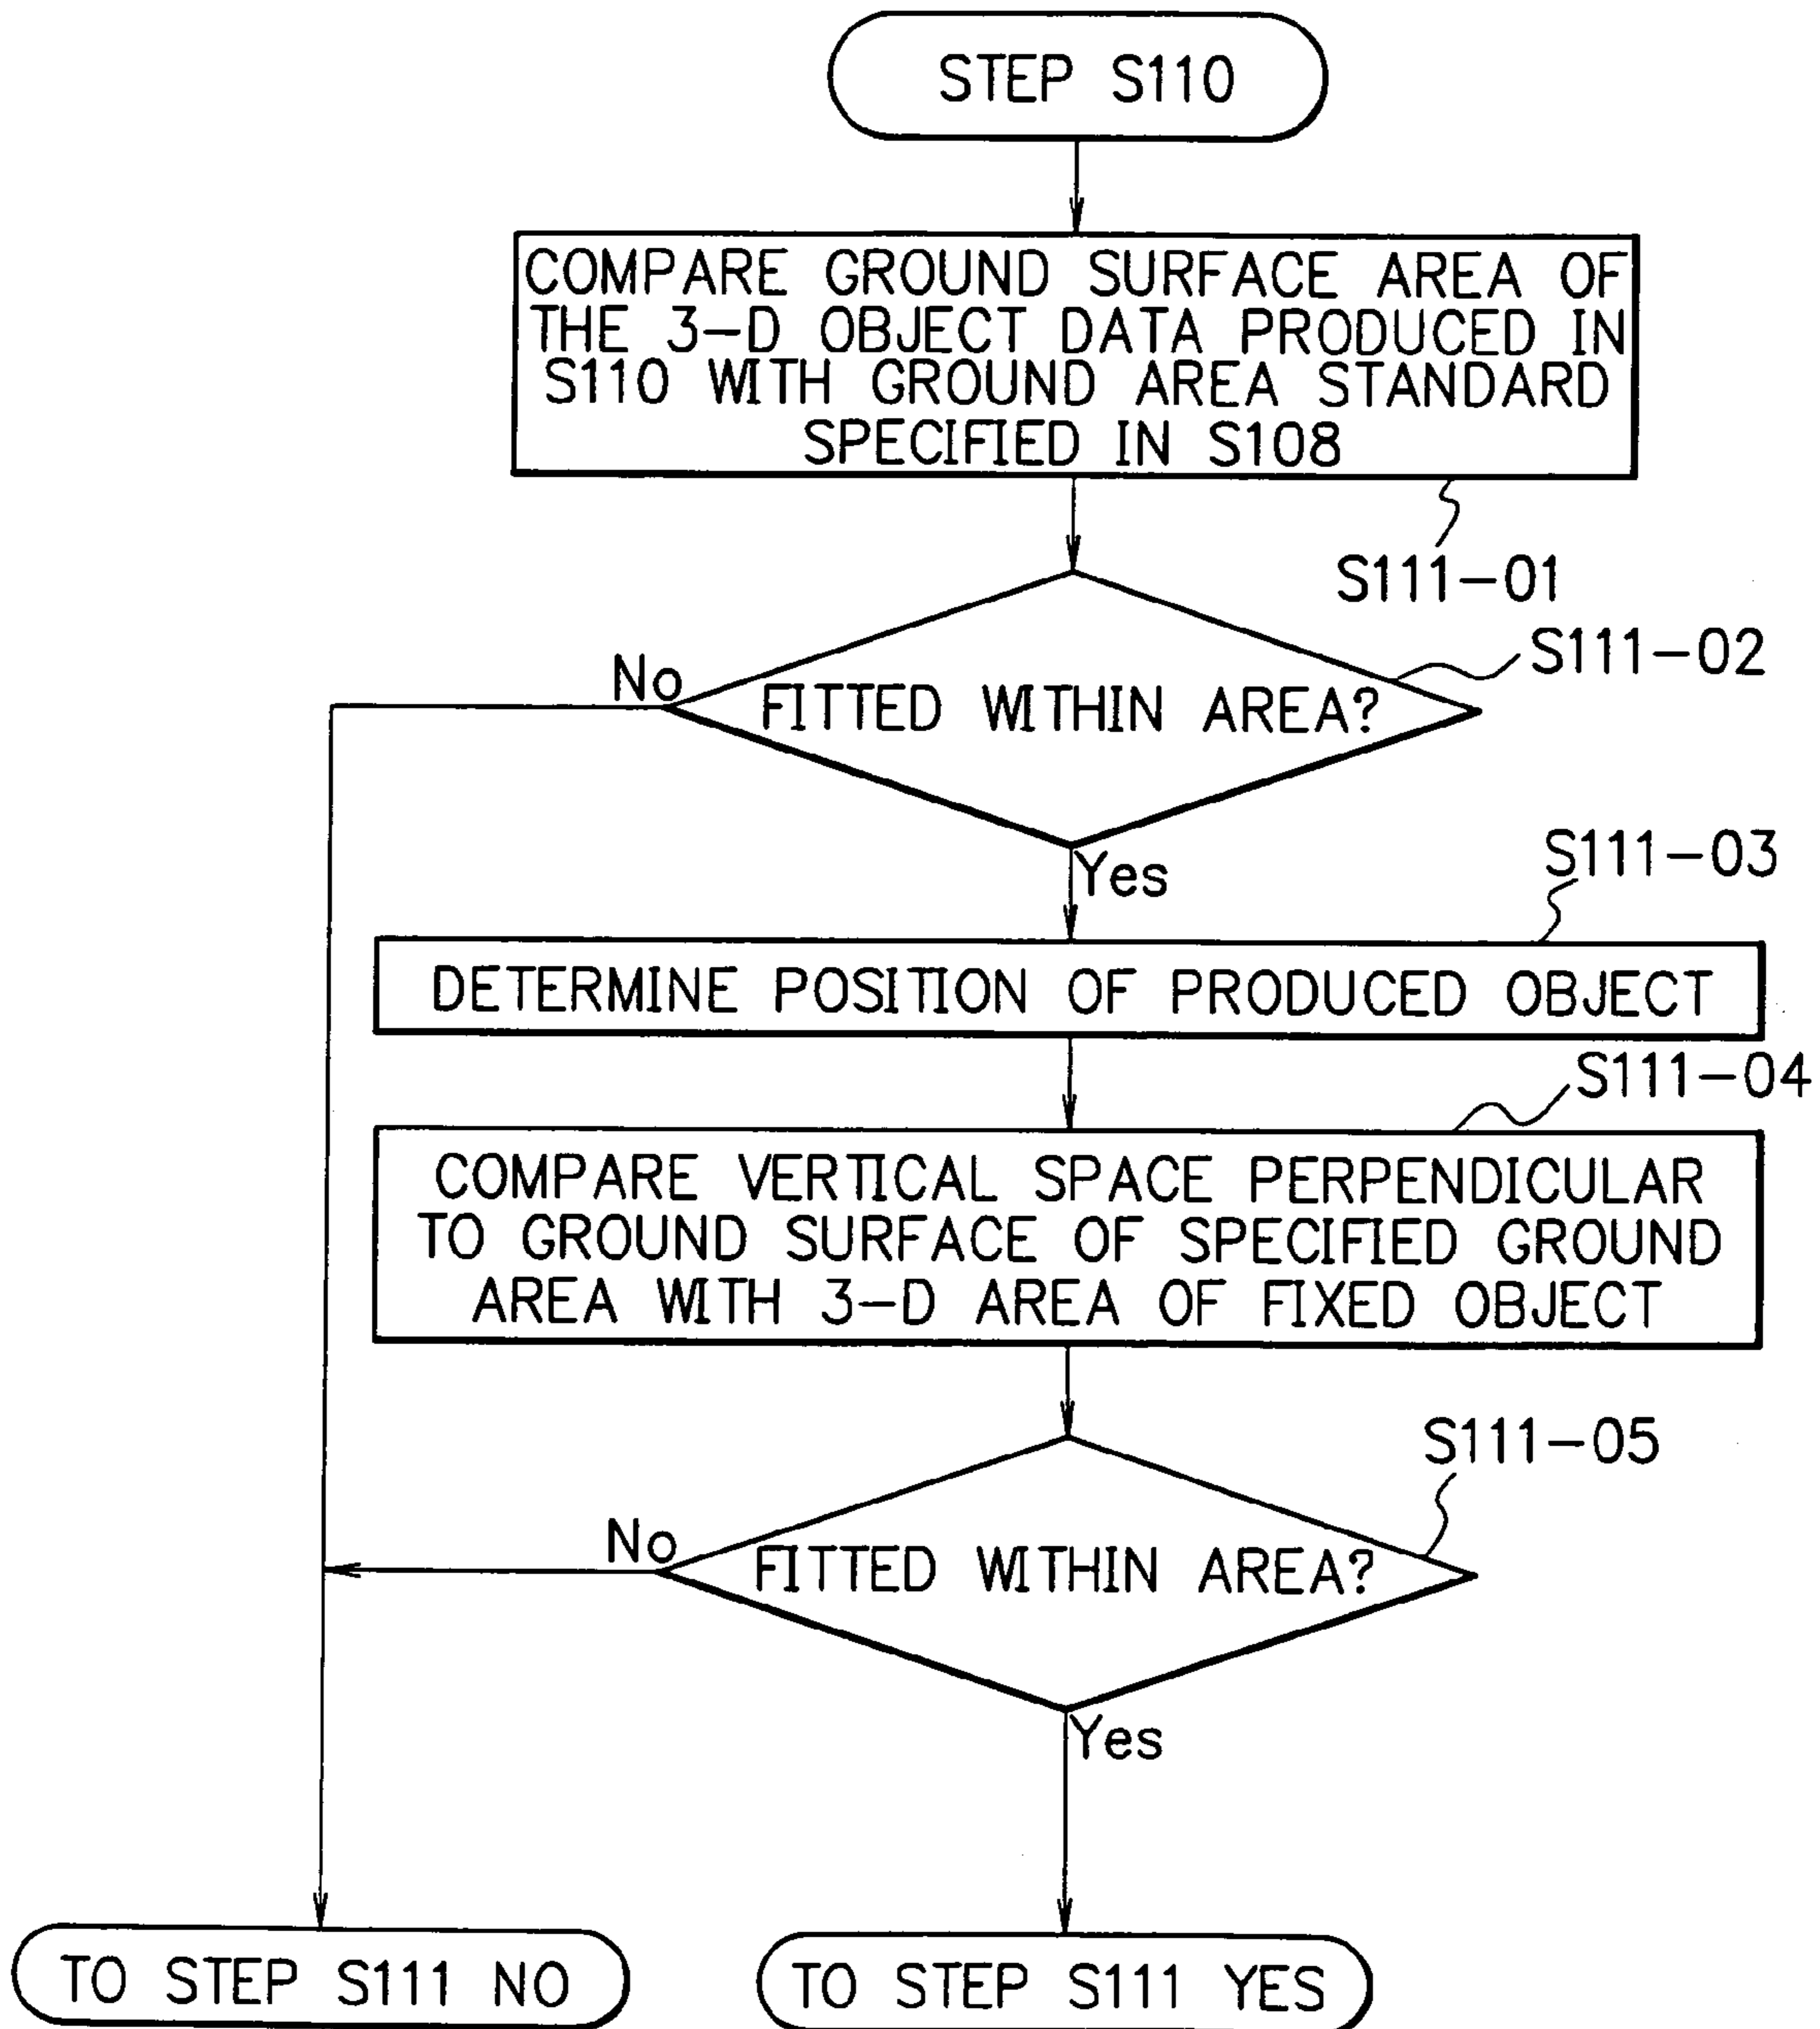 STEP S110
COMPARE GROUND SURFACE AREA OF
THE 3-D OBJECT DATA PRODUCED IN
S110 WITH GROUND AREA STANDARD
SPECIFIED IN S108
S111-01
S111-02
No
FITTED WITHIN AREA?
Yes
S111-03
DETERMINE POSITION OF PRODUCED OBJECT
S111-04
COMPARE VERTICAL SPACE PERPENDICULAR
TO GROUND SURFACE OF SPECIFIED GROUND
AREA WITH 3-D AREA OF FIXED OBJECT
S111-05
No
FITTED WITHIN AREA?
Yes
TO STEP S111 NO
TO STEP S111 YES